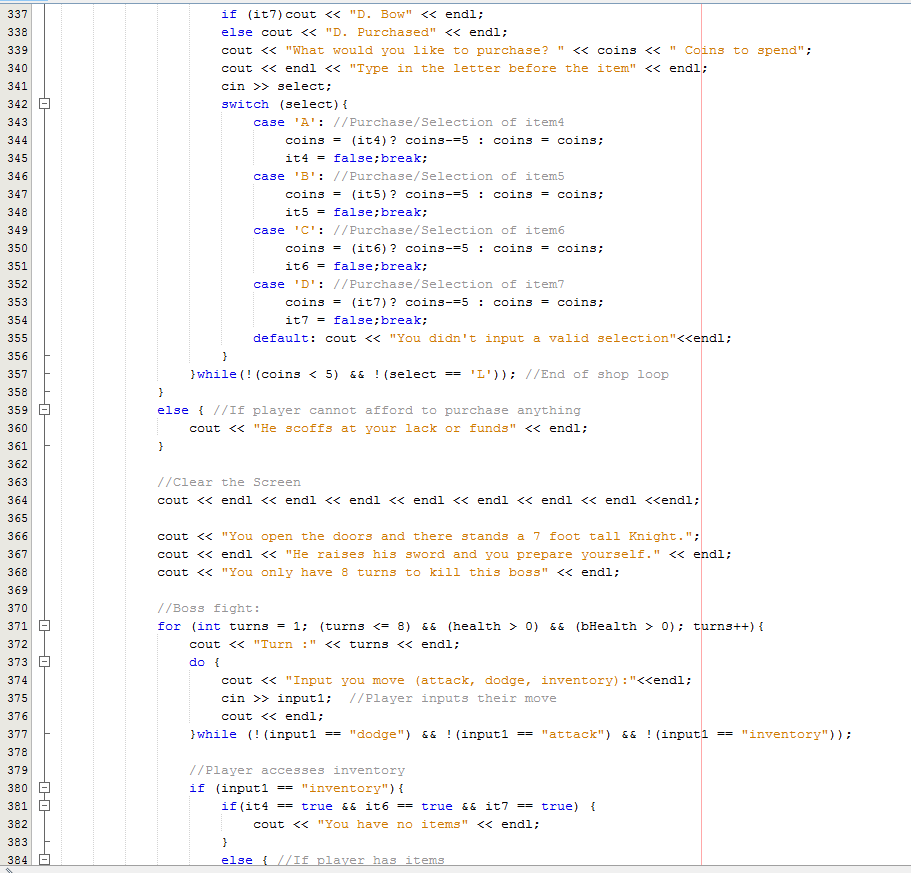 337 if (it7)cout << "D. Bow" << endl;
338 else cout << "D. Purchased" << endl;
339 cout << "What would you like to purchase? " << coins << " Coins to spend";
340 cout << endl << "Type in the letter before the item" << endl;
341 cin >> select;
342 switch (select){
343 case 'A': //Purchase/Selection of item4
344 coins = (it4)? coins-=5 : coins = coins;
345 it4 = false;break;
346 case 'B': //Purchase/Selection of item5
347 coins = (it5)? coins-=5 : coins = coins;
348 it5 = false;break;
349 case 'C': //Purchase/Selection of item6
350 coins = (it6)? coins-=5 : coins = coins;
351 it6 = false;break;
352 case 'D': //Purchase/Selection of item7
353 coins = (it7)? coins-=5 : coins = coins;
354 it7 = false;break;
355 default: cout << "You didn't input a valid selection"<<endl;
356 }
357 }while(!(coins < 5) && !(select == 'L')); //End of shop loop
358 }
359 else { //If player cannot afford to purchase anything
360 cout << "He scoffs at your lack or funds" << endl;
361 }
362
363 //Clear the Screen
364 cout << endl << endl << endl << endl << endl << endl << endl <<endl;
365
366 cout << "You open the doors and there stands a 7 foot tall Knight.";
367 cout << endl << "He raises his sword and you prepare yourself." << endl;
368 cout << "You only have 8 turns to kill this boss" << endl;
369
370 //Boss fight:
371 for (int turns = 1; (turns <= 8) && (health > 0) && (bHealth > 0); turns++){
372 cout << "Turn :" << turns << endl;
373 do {
374 cout << "Input you move (attack, dodge, inventory):"<<endl;
375 cin >> input1; //Player inputs their move
376 cout << endl;
377 }while (!(input1 == "dodge") && !(input1 == "attack") && !(input1 == "inventory"));
378
379 //Player accesses inventory
380 if (input1 == "inventory"){
381 if(it4 == true && it6 == true && it7 == true) {
382 cout << "You have no items" << endl;
383 }
384 else { //If player has items